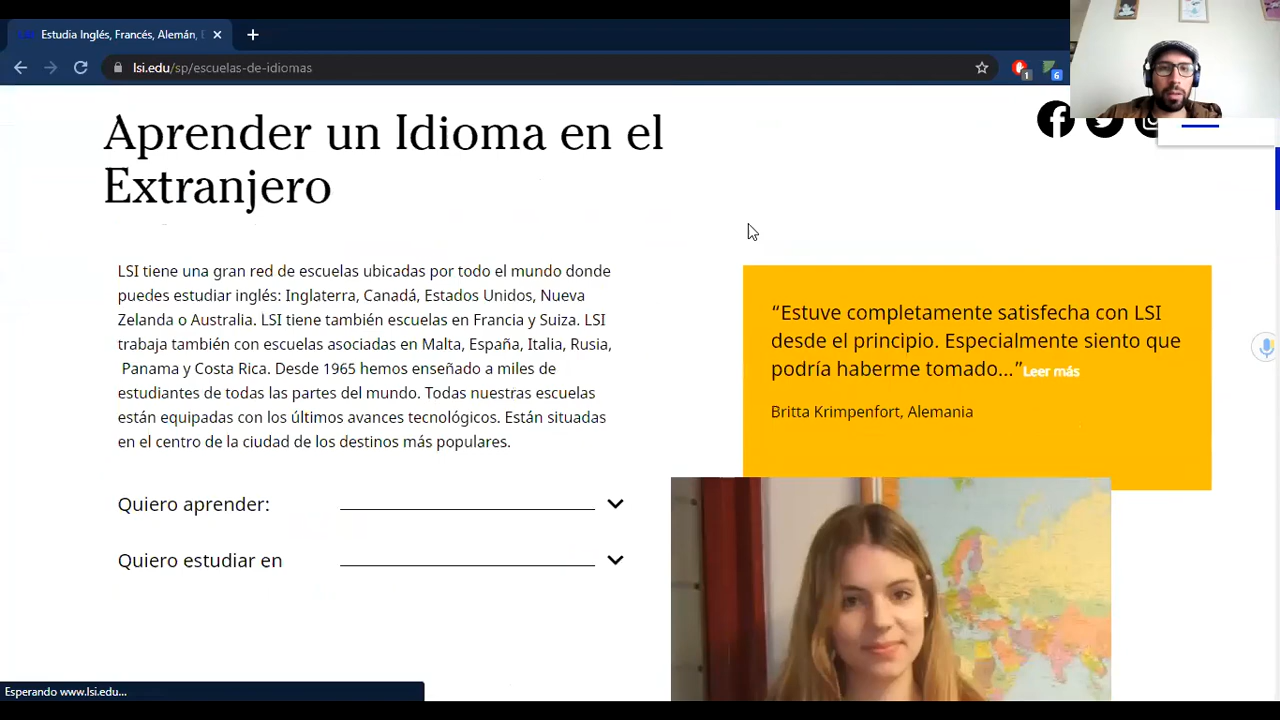 LSI Estudia Inglés, Francés, Alemán, E
lsi.edu/sp/escuelas-de-idiomas
1
6
Aprender un Idioma en el
Extranjero
LSI tiene una gran red de escuelas ubicadas por todo el mundo donde
puedes estudiar inglés: Inglaterra, Canadá, Estados Unidos, Nueva
Zelanda o Australia. LSI tiene también escuelas en Francia y Suiza. LSI
trabaja también con escuelas asociadas en Malta, España, Italia, Rusia,
Panama y Costa Rica. Desde 1965 hemos enseñado a miles de
estudiantes de todas las partes del mundo. Todas nuestras escuelas
están equipadas con los últimos avances tecnológicos. Están situadas
en el centro de la ciudad de los destinos más populares.
“Estuve completamente satisfecha con LSI
desde el principio. Especialmente siento que
podría haberme tomado...”Leer más
Britta Krimpenfort, Alemania
Quiero aprender:
Quiero estudiar en
Esperando www.lsi.edu...